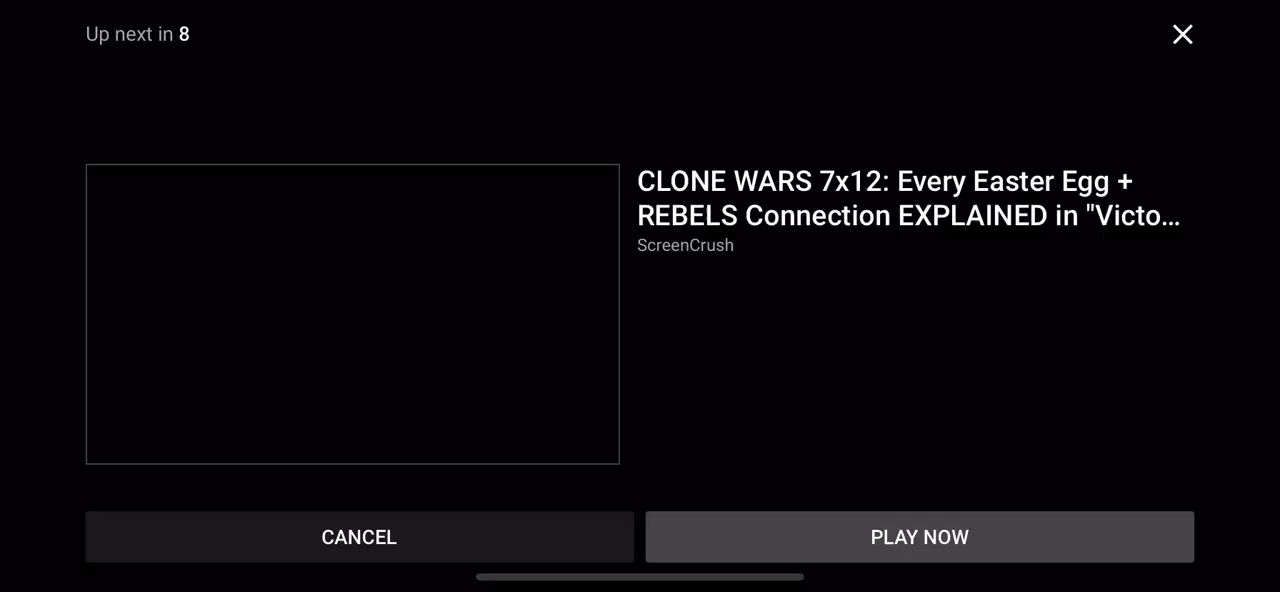 Up next in 8
CLONE WARS 7x12: Every Easter Egg +
REBELS Connection EXPLAINED in "Victo...
ScreenCrush
CANCEL
PLAY NOW